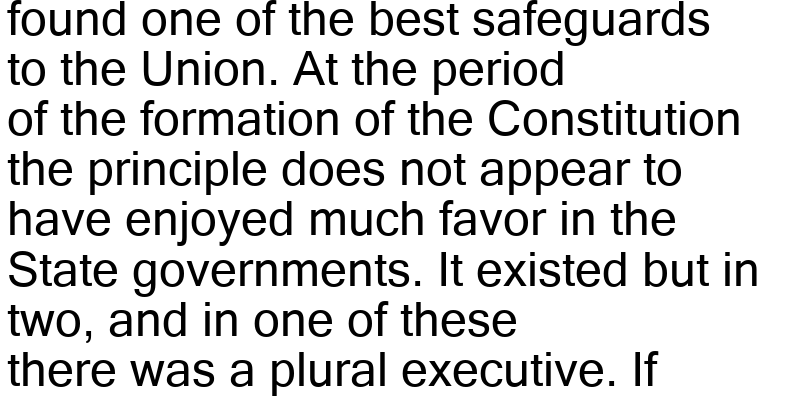 found one of the best safeguards
to the Union. At the period
of the formation of the Constitution
the principle does not appear to
have enjoyed much favor in the
State governments. It existed but in
two, and in one of these
there was a plural executive. If